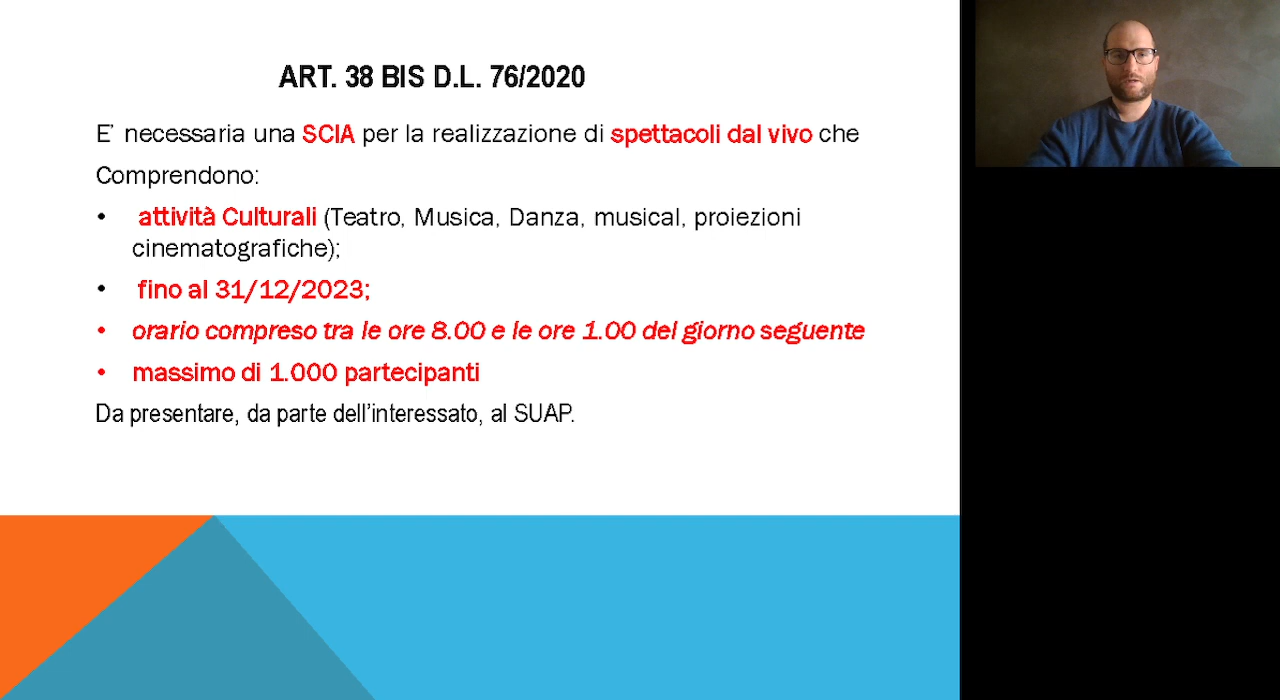 ART. 38 BIS D.L. 76/2020
E' necessaria una SCIA per la realizzazione di spettacoli dal vivo che
Comprendono:
• attività Culturali (Teatro, Musica, Danza, musical, proiezioni
cinematografiche);
• fino al 31/12/2023;
• orario compreso tra le ore 8.00 e le ore 1.00 del giorno seguente
• massimo di 1.000 partecipanti
Da presentare, da parte dell'interessato, al SUAP.